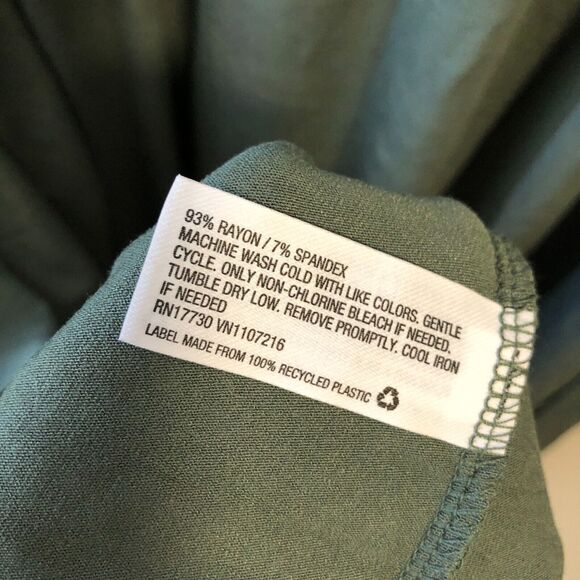 93% RAYON / 7% SPANDEX
MACHINE WASH COLD WITH LIKE COLORS. GENTLE
CYCLE. ONLY NON-CHLORINE BLEACH IF NEEDED.
TUMBLE DRY LOW. REMOVE PROMPTLY. COOL IRON
IF NEEDED
RN17730 VN1107216
LABEL MADE FROM 100% RECYCLED PLASTIC